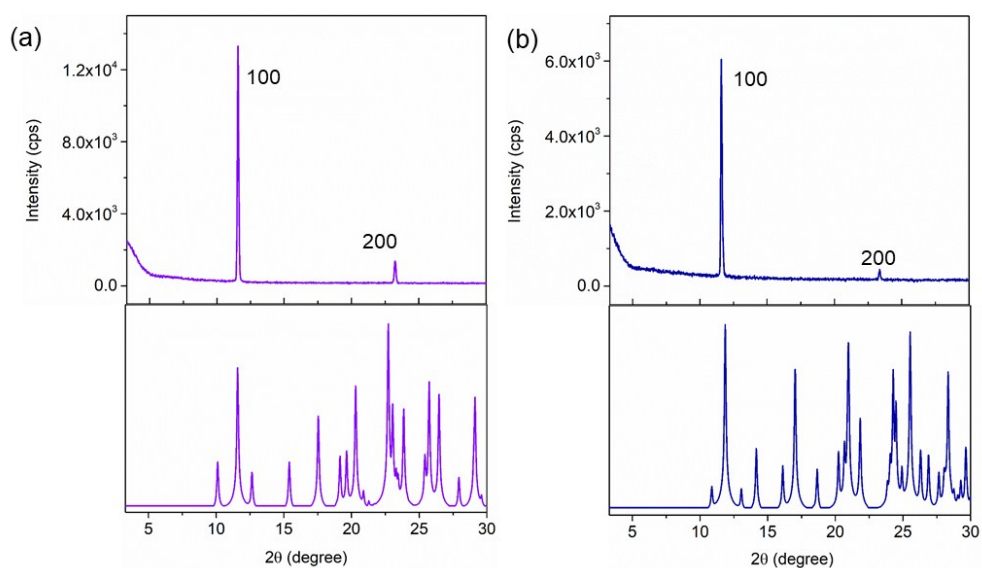 (a)
Intensity (cps)
1.2x10⁴
8.0x10³
4.0x10³
0.0
100
200
5 10 15 20 25 30
2θ (degree)
(b)
Intensity (cps)
6.0x10³
4.0x10³
2.0x10³
0.0
100
200
5 10 15 20 25 30
2θ (degree)